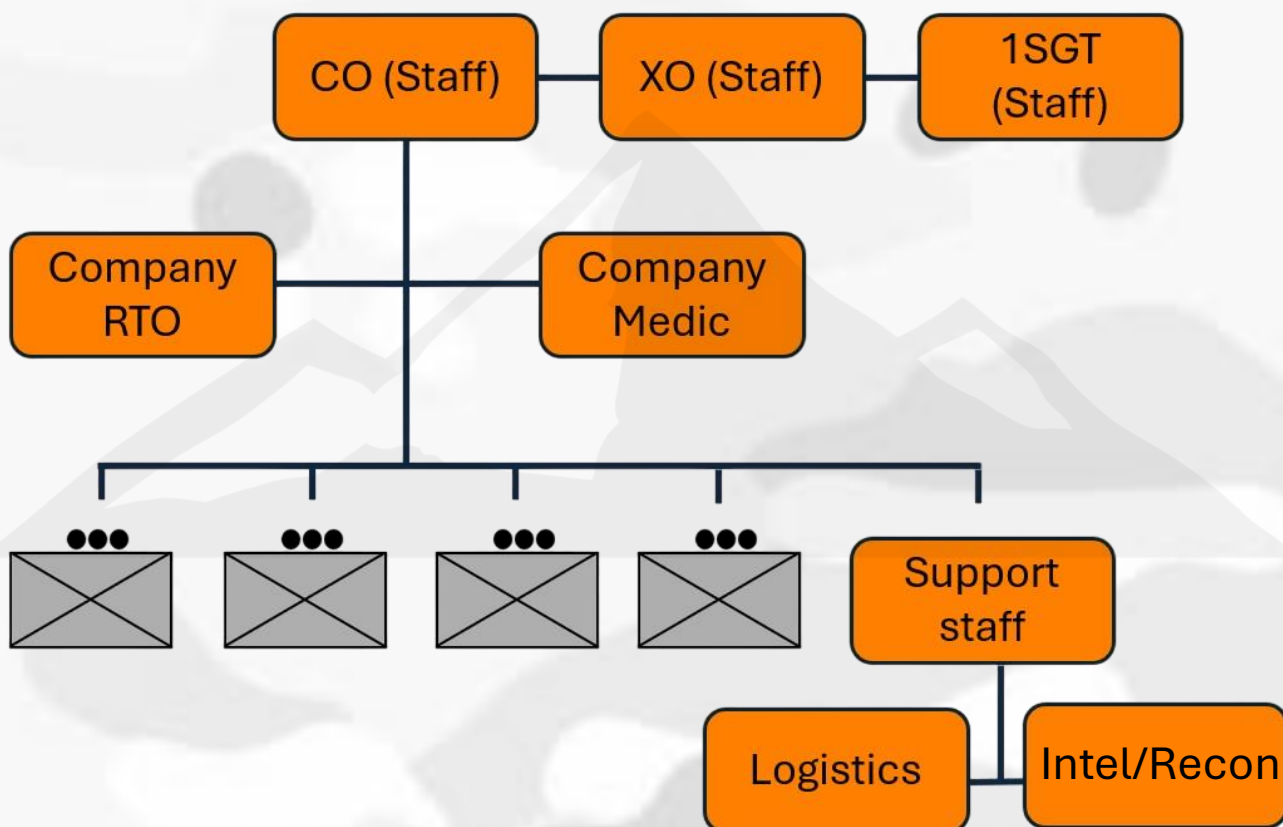 CO (Staff)
XO (Staff)
1SGT
(Staff)
Company
RTO
Company
Medic
Support
staff
Logistics
Intel/Recon